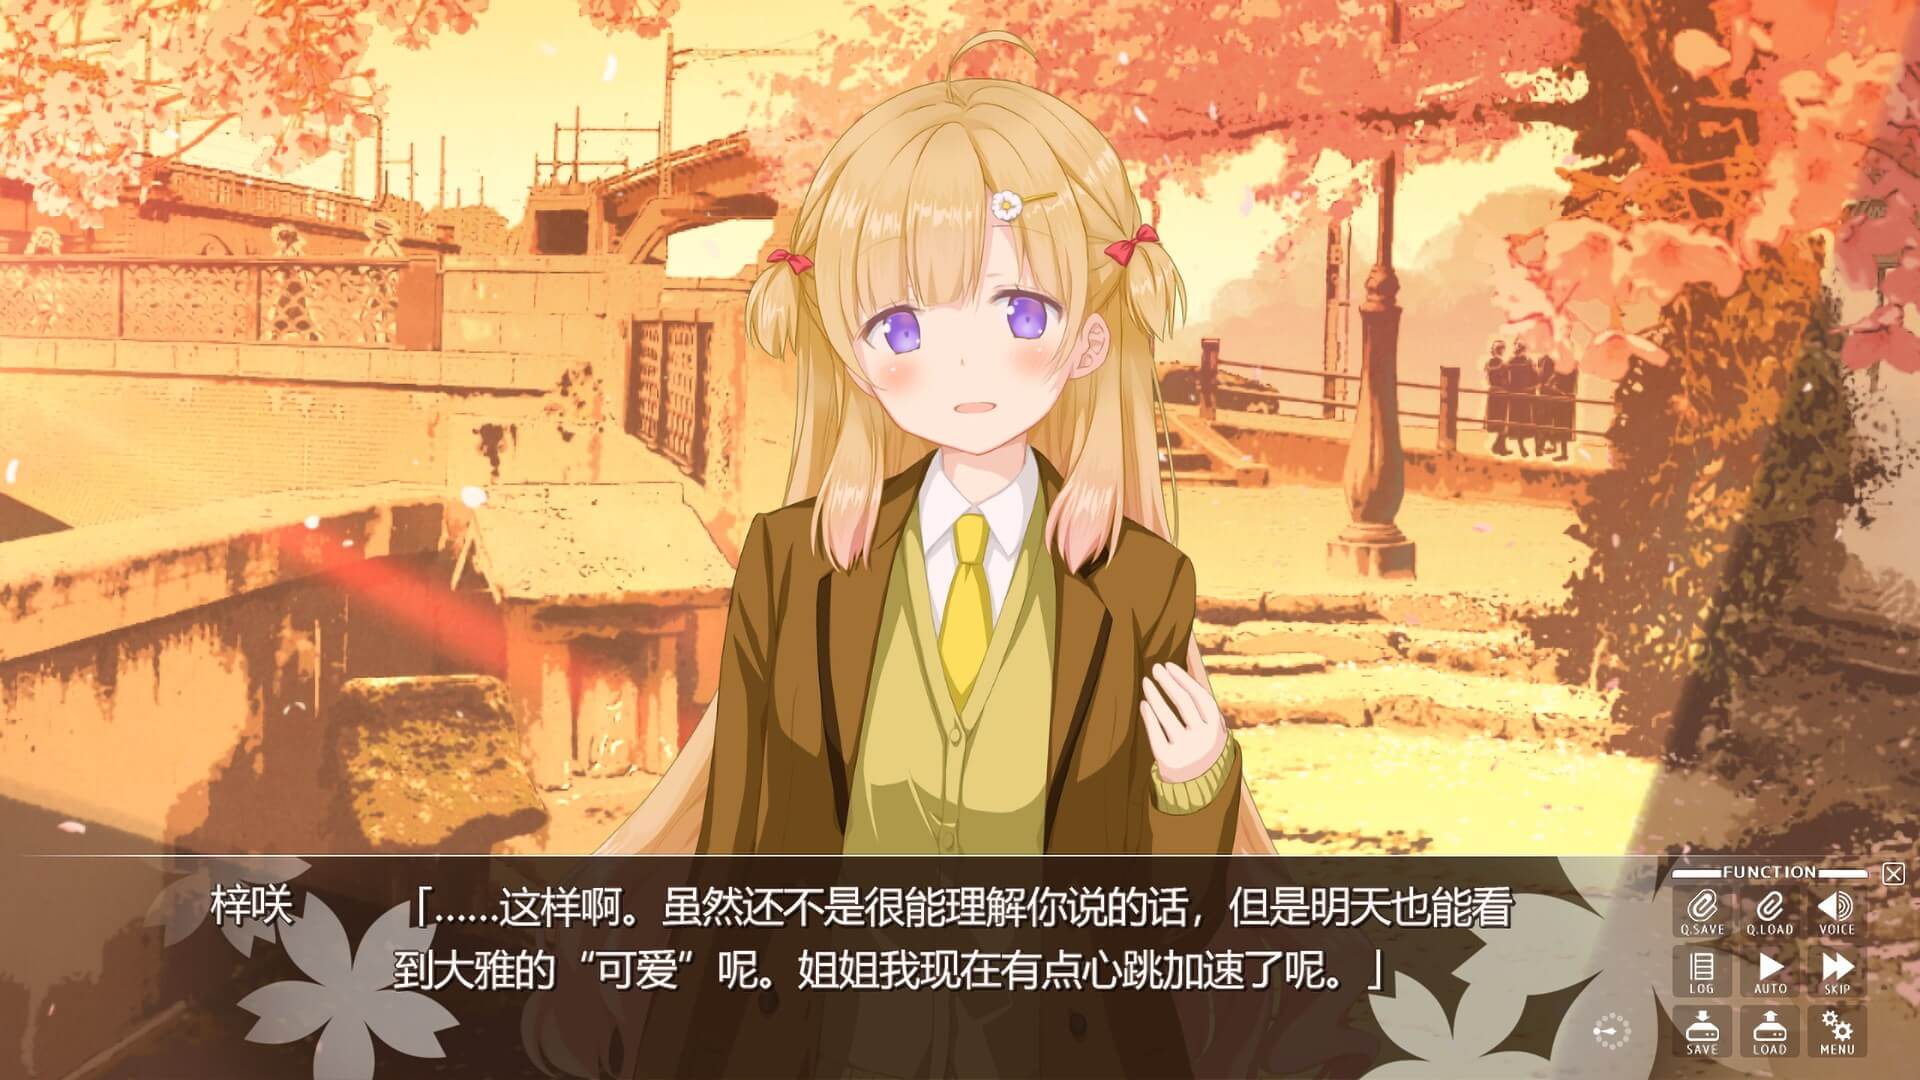 梓咲
「……这样啊。虽然还不是很能理解你说的话，但是明天也能看
到大雅的“可爱”呢。姐姐我现在有点心跳加速了呢。」
FUNCTION
Q.SAVE Q.LOAD VOICE
LOG AUTO SKIP
SAVE LOAD MENU